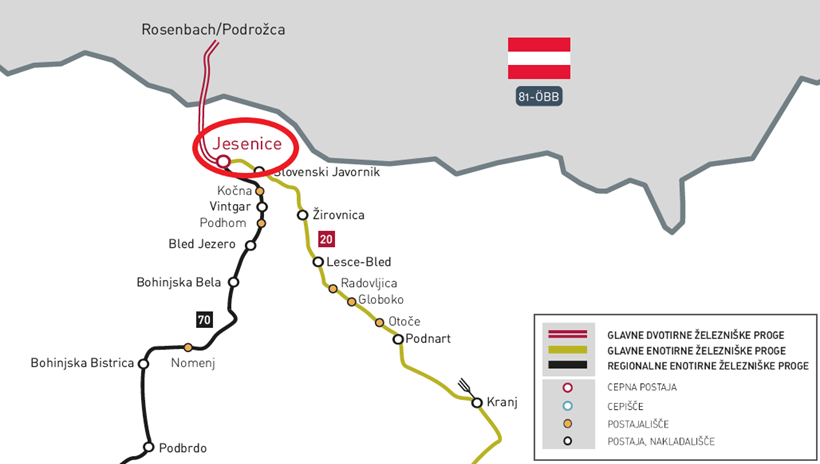 Rosenbach/Podrožca
81-ÖBB
Jesenice
Slovenski Javornik
Kočna
Vintgar
Podhom
Žirovnica
20
Bled Jezero
Lesce-Bled
Bohinjska Bela
Radovljica
Globoko
70
Otoče
Podnart
Bohinjska Bistrica
Nomenj
Kranj
Podbrdo
GLAVNE DVOTIRNE ŽELEZNIŠKE PROGE
GLAVNE ENOTIRNE ŽELEZNIŠKE PROGE
REGIONALNE ENOTIRNE ŽELEZNIŠKE PROGE
CEPNA POSTAJA
CEPIŠČE
POSTAJALIŠČE
POSTAJA, NAKLADALIŠČE